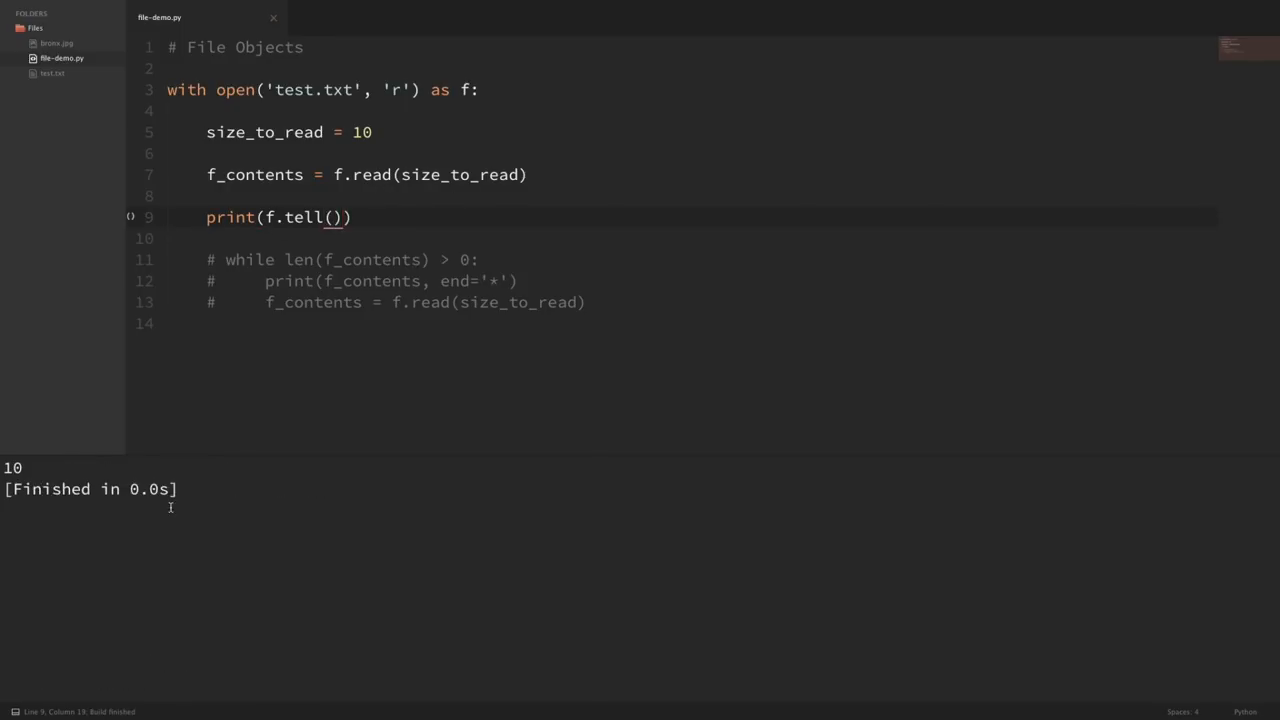 FOLDERS
Files
bronx.jpg
file-demo.py
test.txt
file-demo.py
1 # File Objects
2
3 with open('test.txt', 'r') as f:
4
5     size_to_read = 10
6
7     f_contents = f.read(size_to_read)
8
9     print(f.tell())
10
11     # while len(f_contents) > 0:
12     #     print(f_contents, end='*')
13     #     f_contents = f.read(size_to_read)
14
10
[Finished in 0.0s]
Line 9, Column 19; Build finished
Spaces: 4
Python